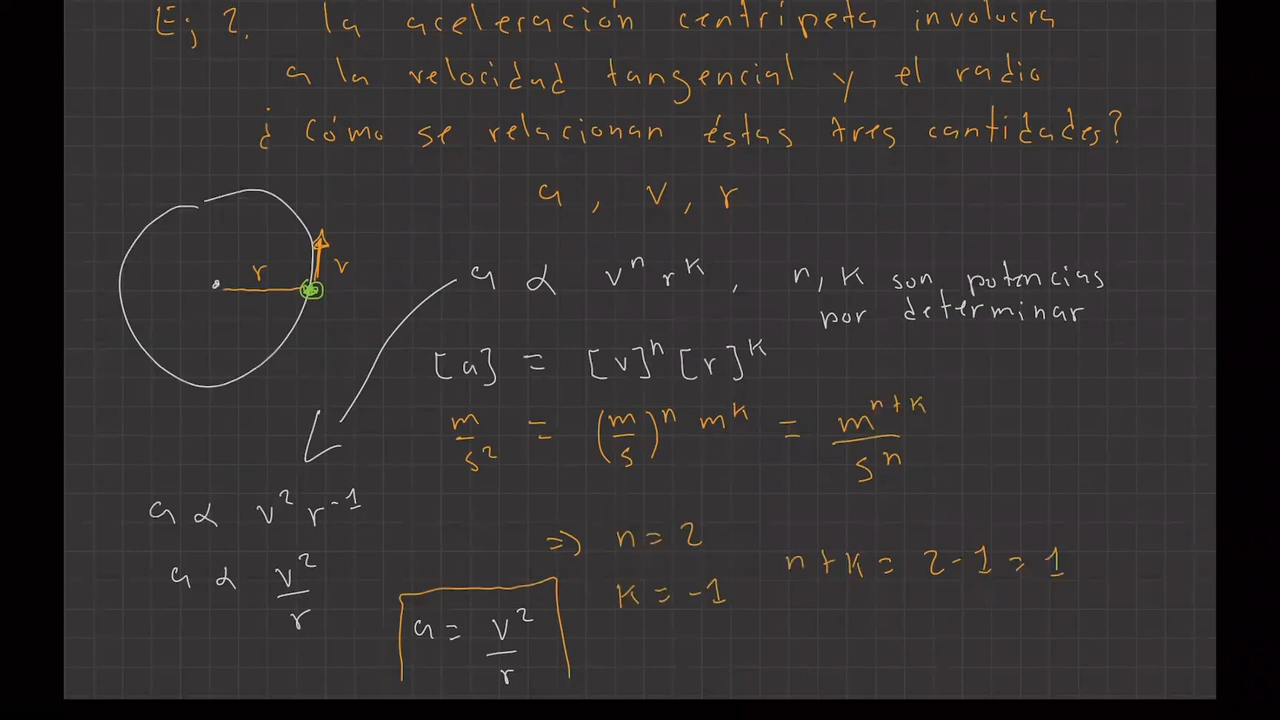 Ej 2. la aceleración centrípeta involucra
a la velocidad tangencial y el radio
¿ Cómo se relacionan éstas tres cantidades?
a , v , r
r
v
a ∝ vⁿ rᵏ , n, k son potencias
por determinar
[a] = [v]ⁿ [r]ᵏ
m/s² = (m/s)ⁿ mᵏ = mⁿ⁺ᵏ/sⁿ
a ∝ v² r⁻¹
a ∝ v²/r
=> n = 2
k = -1
n + k = 2 - 1 = 1
a = v²/r